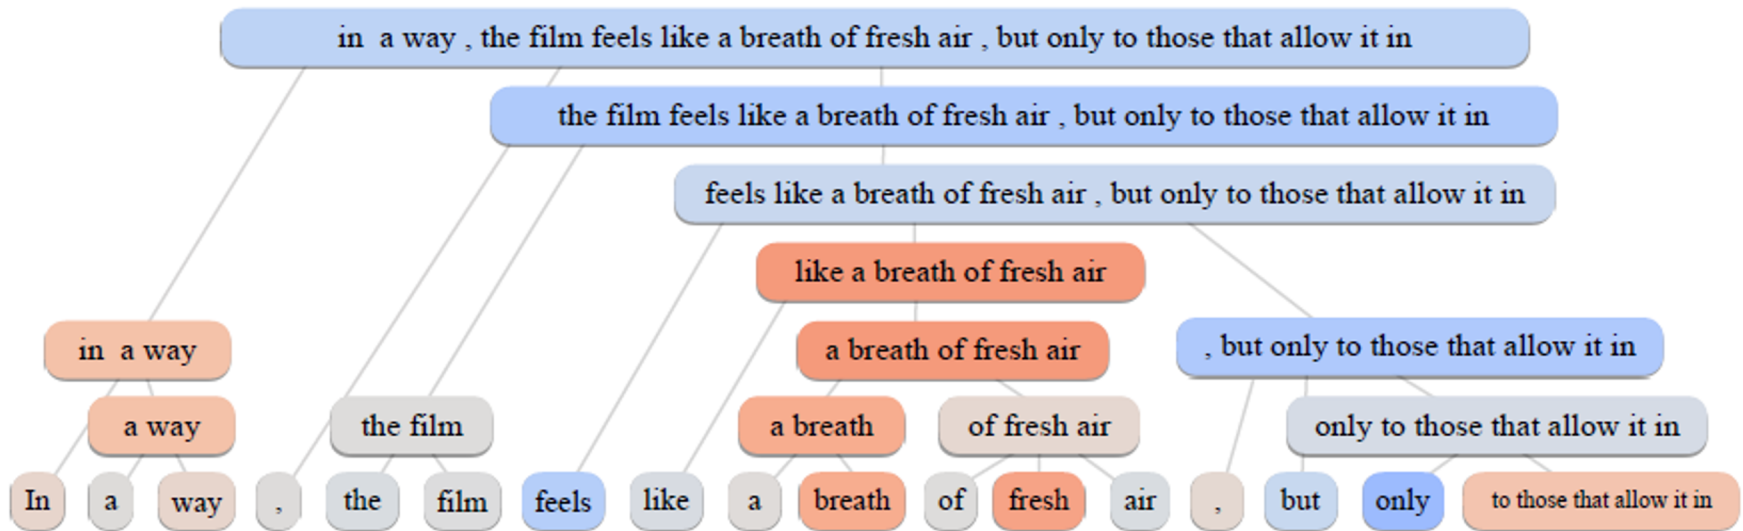 in a way , the film feels like a breath of fresh air , but only to those that allow it in
the film feels like a breath of fresh air , but only to those that allow it in
feels like a breath of fresh air , but only to those that allow it in
like a breath of fresh air
in a way
a breath of fresh air
, but only to those that allow it in
a way
the film
a breath
of fresh air
only to those that allow it in
In a way , the film feels like a breath of fresh air , but only to those that allow it in